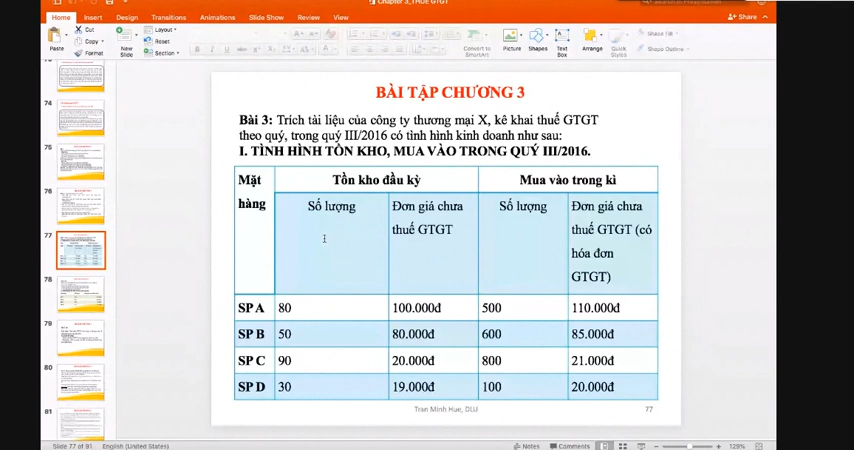 Chapter 3_THUE GTGT
Home Insert Design Transitions Animations Slide Show Review View Share
Paste Cut Copy Format New Slide Layout Reset Section Convert to SmartArt Picture Shapes Text Box Arrange Quick Styles Shape Fill Shape Outline
74
75
76
77
78
79
80
81
BÀI TẬP CHƯƠNG 3
Bài 3: Trích tài liệu của công ty thương mại X, kê khai thuế GTGT
theo quý, trong quý III/2016 có tình hình kinh doanh như sau:
I. TÌNH HÌNH TỒN KHO, MUA VÀO TRONG QUÝ III/2016.
Mặt hàng Tồn kho đầu kỳ Mua vào trong kì
Số lượng Đơn giá chưa thuế GTGT Số lượng Đơn giá chưa thuế GTGT (có hóa đơn GTGT)
SP A 80 100.000đ 500 110.000đ
SP B 50 80.000đ 600 85.000đ
SP C 90 20.000đ 800 21.000đ
SP D 30 19.000đ 100 20.000đ
Tran Minh Hue, DLU 77
Slide 77 of 91 English (United States) Notes Comments 129%